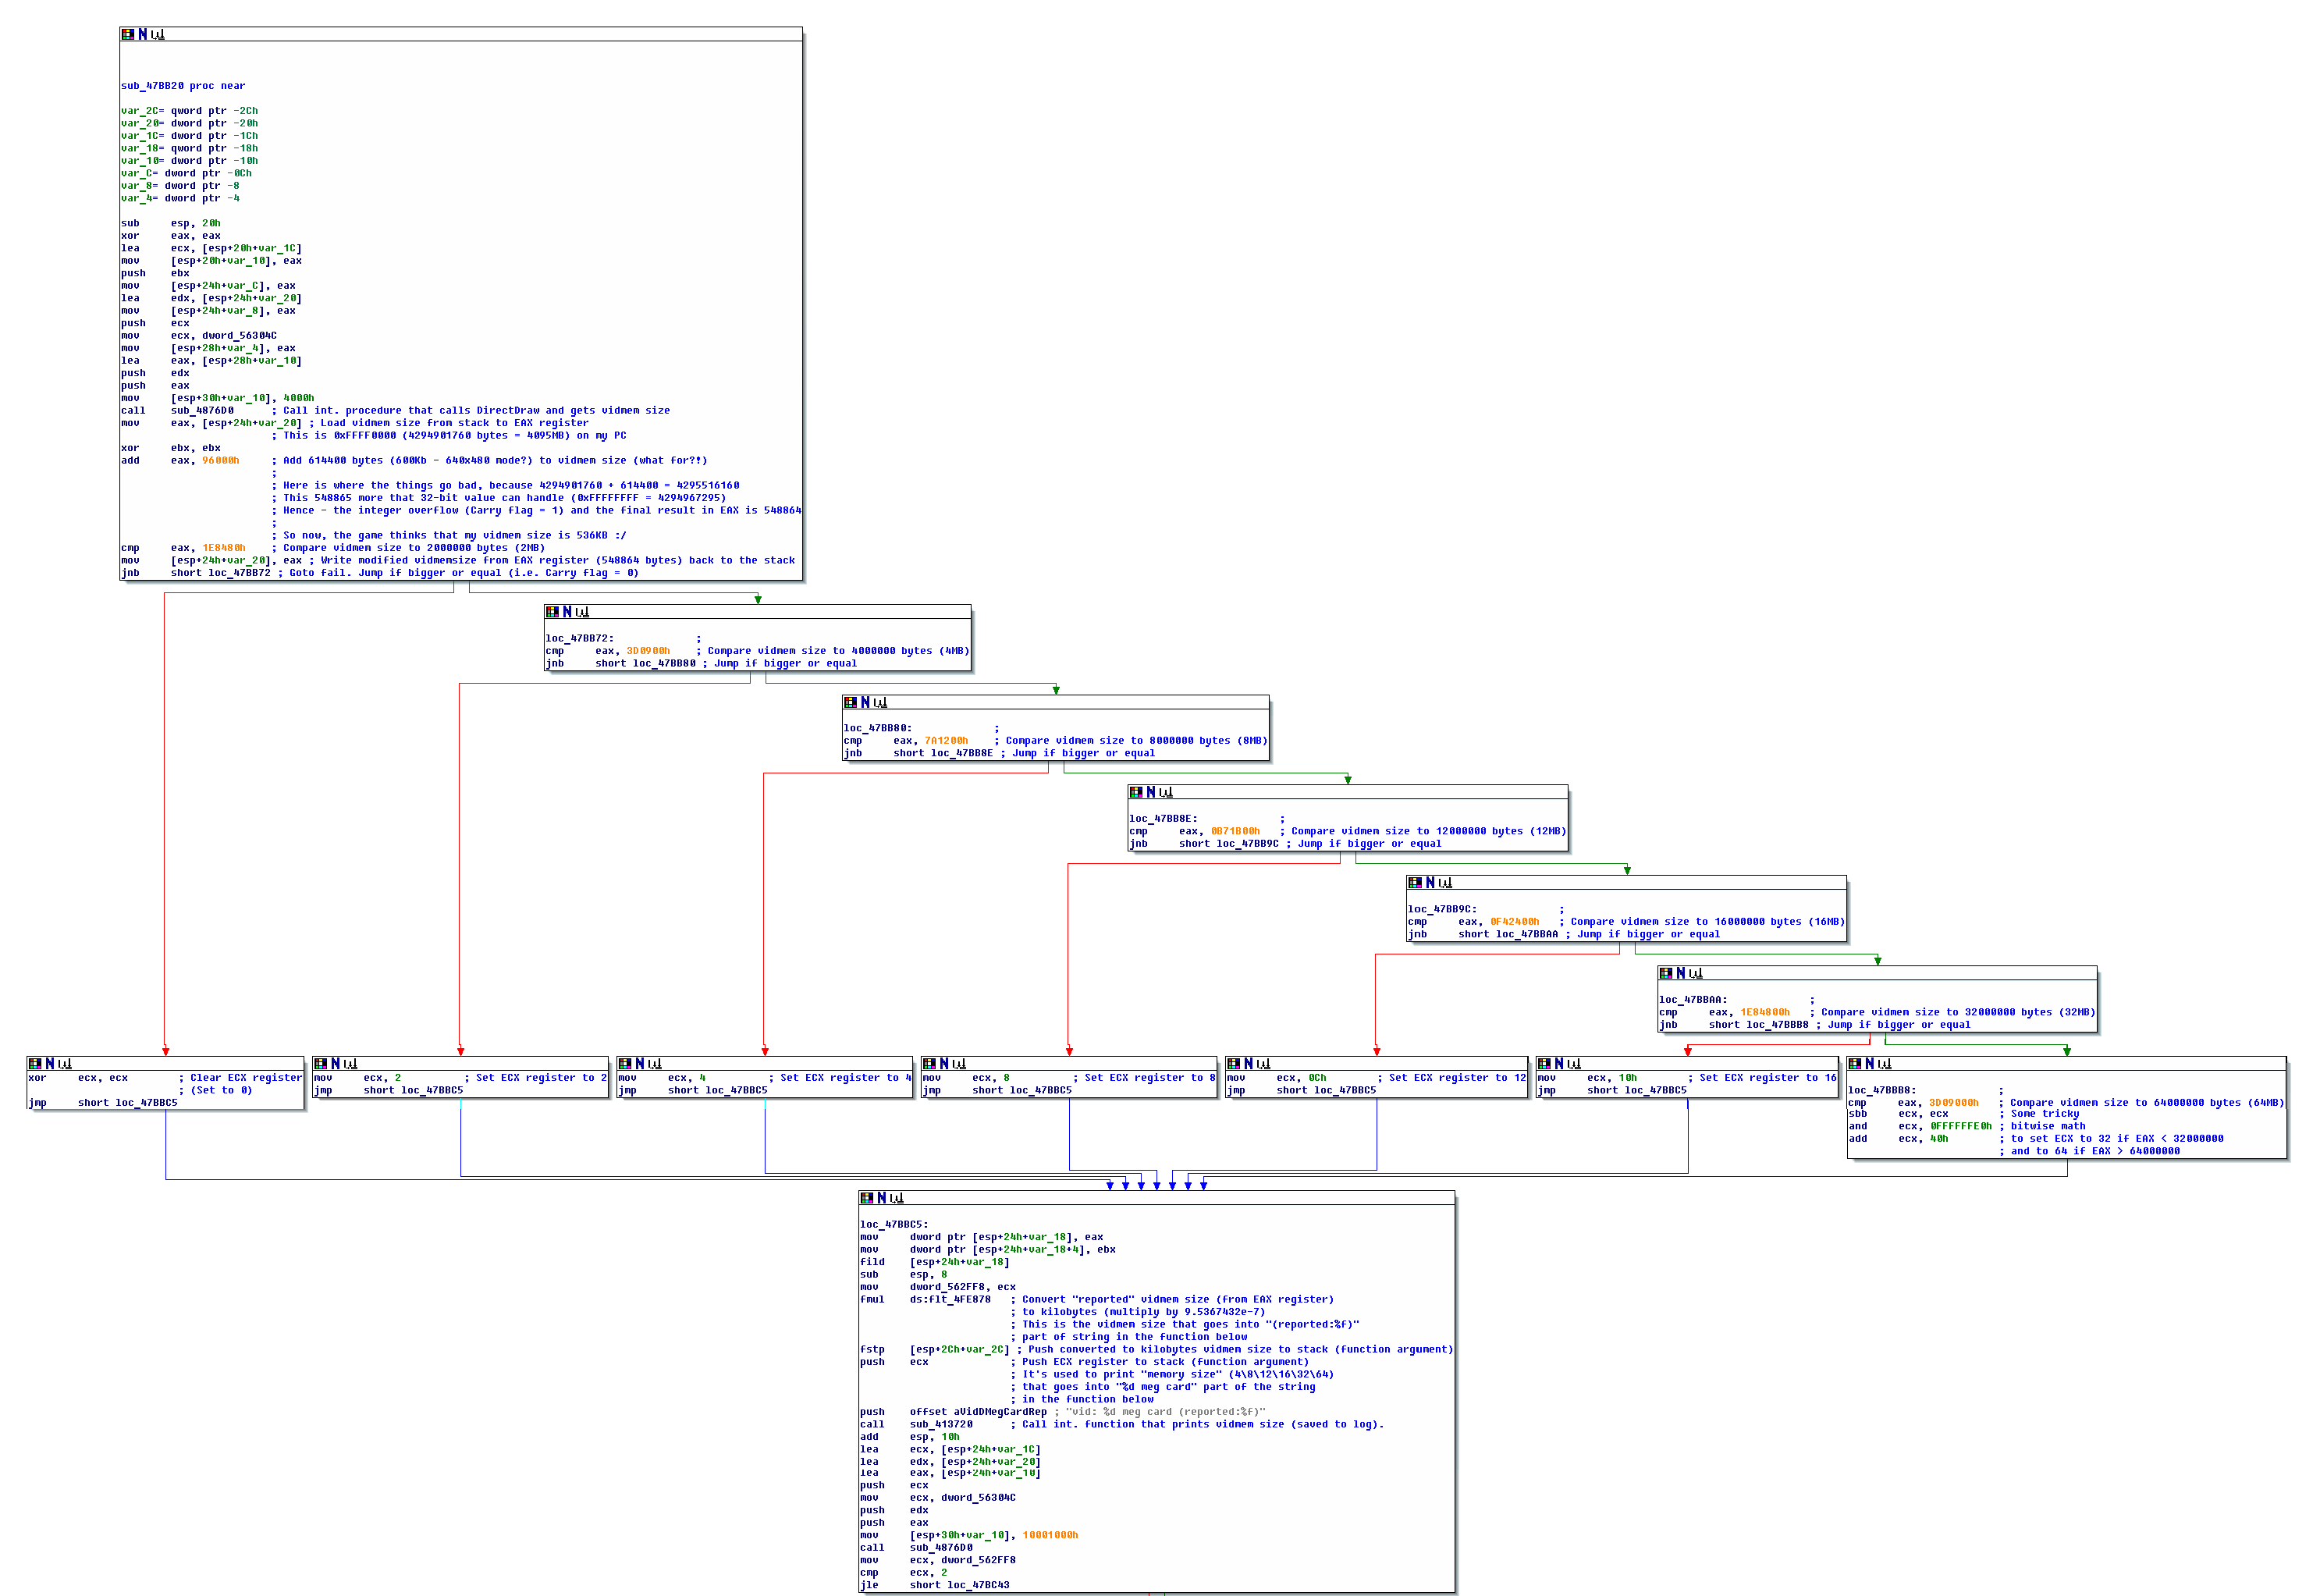 sub_47BB20 proc near
var_2C= qword ptr -2Ch
var_20= dword ptr -20h
var_1C= dword ptr -1Ch
var_18= qword ptr -18h
var_10= dword ptr -10h
var_C= dword ptr -0Ch
var_8= dword ptr -8
var_4= dword ptr -4
sub esp, 20h
xor eax, eax
lea ecx, [esp+20h+var_1C]
mov [esp+20h+var_10], eax
push ebx
mov [esp+24h+var_C], eax
lea edx, [esp+24h+var_20]
mov [esp+24h+var_8], eax
push ecx
mov ecx, dword_56304C
mov [esp+28h+var_4], eax
lea eax, [esp+28h+var_10]
push edx
push eax
mov [esp+30h+var_10], 4000h
call sub_4876D0 ; Call int. procedure that calls DirectDraw and gets vidmem size
mov eax, [esp+24h+var_20] ; Load vidmem size from stack to EAX register
; This is 0xFFFF0000 (4294901760 bytes = 4095MB) on my PC
xor ebx, ebx
add eax, 96000h ; Add 614400 bytes (600Kb - 640x480 mode?) to vidmem size (what for?!)
;
; Here is where the things go bad, because 4294901760 + 614400 = 4295516160
; This 548865 more that 32-bit value can handle (0xFFFFFFFF = 4294967295)
; Hence - the integer overflow (Carry flag = 1) and the final result in EAX is 548864
;
; So now, the game thinks that my vidmem size is 536KB :/
cmp eax, 1E8480h ; Compare vidmem size to 2000000 bytes (2MB)
mov [esp+24h+var_20], eax ; Write modified vidmemsize from EAX register (548864 bytes) back to the stack
jnb short loc_47BB72 ; Goto fail. Jump if bigger or equal (i.e. Carry flag = 0)
loc_47BB72: ;
cmp eax, 3D0900h ; Compare vidmem size to 4000000 bytes (4MB)
jnb short loc_47BB80 ; Jump if bigger or equal
loc_47BB80: ;
cmp eax, 7A1200h ; Compare vidmem size to 8000000 bytes (8MB)
jnb short loc_47BB8E ; Jump if bigger or equal
loc_47BB8E: ;
cmp eax, 0B71B00h ; Compare vidmem size to 12000000 bytes (12MB)
jnb short loc_47BB9C ; Jump if bigger or equal
loc_47BB9C: ;
cmp eax, 0F42400h ; Compare vidmem size to 16000000 bytes (16MB)
jnb short loc_47BBAA ; Jump if bigger or equal
loc_47BBAA: ;
cmp eax, 1E84800h ; Compare vidmem size to 32000000 bytes (32MB)
jnb short loc_47BBB8 ; Jump if bigger or equal
xor ecx, ecx ; Clear ECX register
; (Set to 0)
jmp short loc_47BBC5
mov ecx, 2 ; Set ECX register to 2
jmp short loc_47BBC5
mov ecx, 4 ; Set ECX register to 4
jmp short loc_47BBC5
mov ecx, 8 ; Set ECX register to 8
jmp short loc_47BBC5
mov ecx, 0Ch ; Set ECX register to 12
jmp short loc_47BBC5
mov ecx, 10h ; Set ECX register to 16
jmp short loc_47BBC5
loc_47BBB8: ;
cmp eax, 3D09000h ; Compare vidmem size to 64000000 bytes (64MB)
sbb ecx, ecx ; Some tricky
and ecx, 0FFFFFFE0h ; bitwise math
add ecx, 40h ; to set ECX to 32 if EAX < 32000000
; and to 64 if EAX > 64000000
loc_47BBC5:
mov dword ptr [esp+24h+var_18], eax
mov dword ptr [esp+24h+var_18+4], ebx
fild [esp+24h+var_18]
sub esp, 8
mov dword_562FF8, ecx
fmul ds:flt_4FE878 ; Convert "reported" vidmem size (from EAX register)
; to kilobytes (multiply by 9.5367432e-7)
; This is the vidmem size that goes into "(reported:%f)"
; part of string in the function below
fstp [esp+2Ch+var_2C] ; Push converted to kilobytes vidmem size to stack (function argument)
push ecx ; Push ECX register to stack (function argument)
; It's used to print "memory size" (4\8\12\16\32\64)
; that goes into "%d meg card" part of the string
; in the function below
push offset aVidDMegCardRep ; "vid: %d meg card (reported:%f)"
call sub_413720 ; Call int. function that prints vidmem size (saved to log).
add esp, 10h
lea ecx, [esp+24h+var_1C]
lea edx, [esp+24h+var_20]
lea eax, [esp+24h+var_10]
push ecx
mov ecx, dword_56304C
push edx
push eax
mov [esp+30h+var_10], 10001000h
call sub_4876D0
mov ecx, dword_562FF8
cmp ecx, 2
jle short loc_47BC43